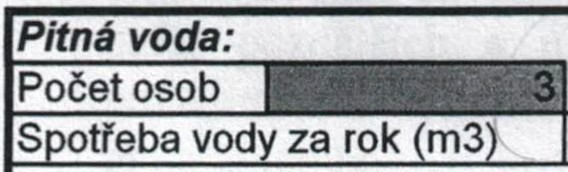 Pitná voda:
Počet osob 3
Spotřeba vody za rok (m3)